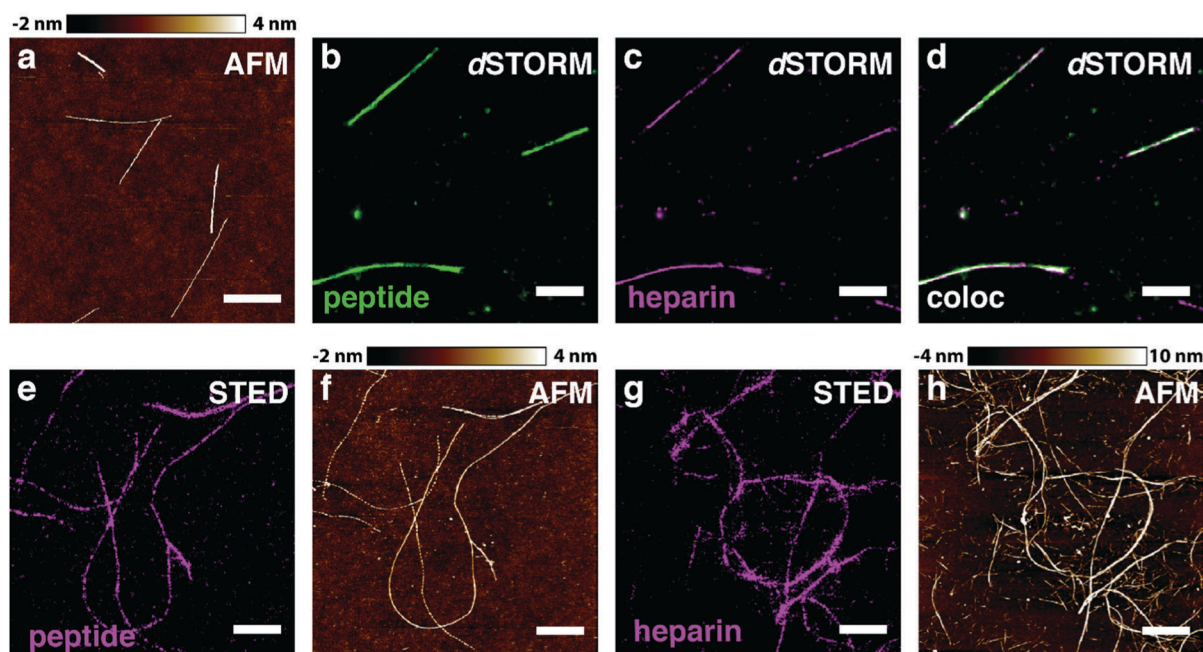 -2 nm 4 nm
a AFM
b dSTORM
peptide
c dSTORM
heparin
d dSTORM
coloc
-2 nm 4 nm
-4 nm 10 nm
e STED
peptide
f AFM
g STED
heparin
h AFM